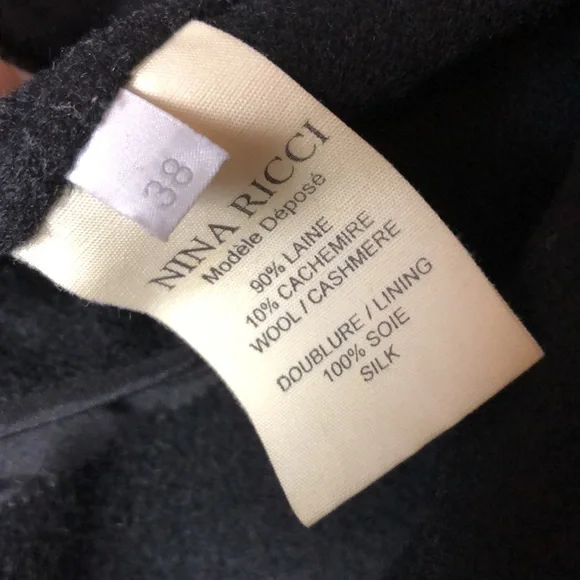 38
NINA RICCI
Modèle Déposé
90% LAINE
10% CACHEMIRE
WOOL / CASHMERE
DOUBLURE / LINING
100% SOIE
SILK